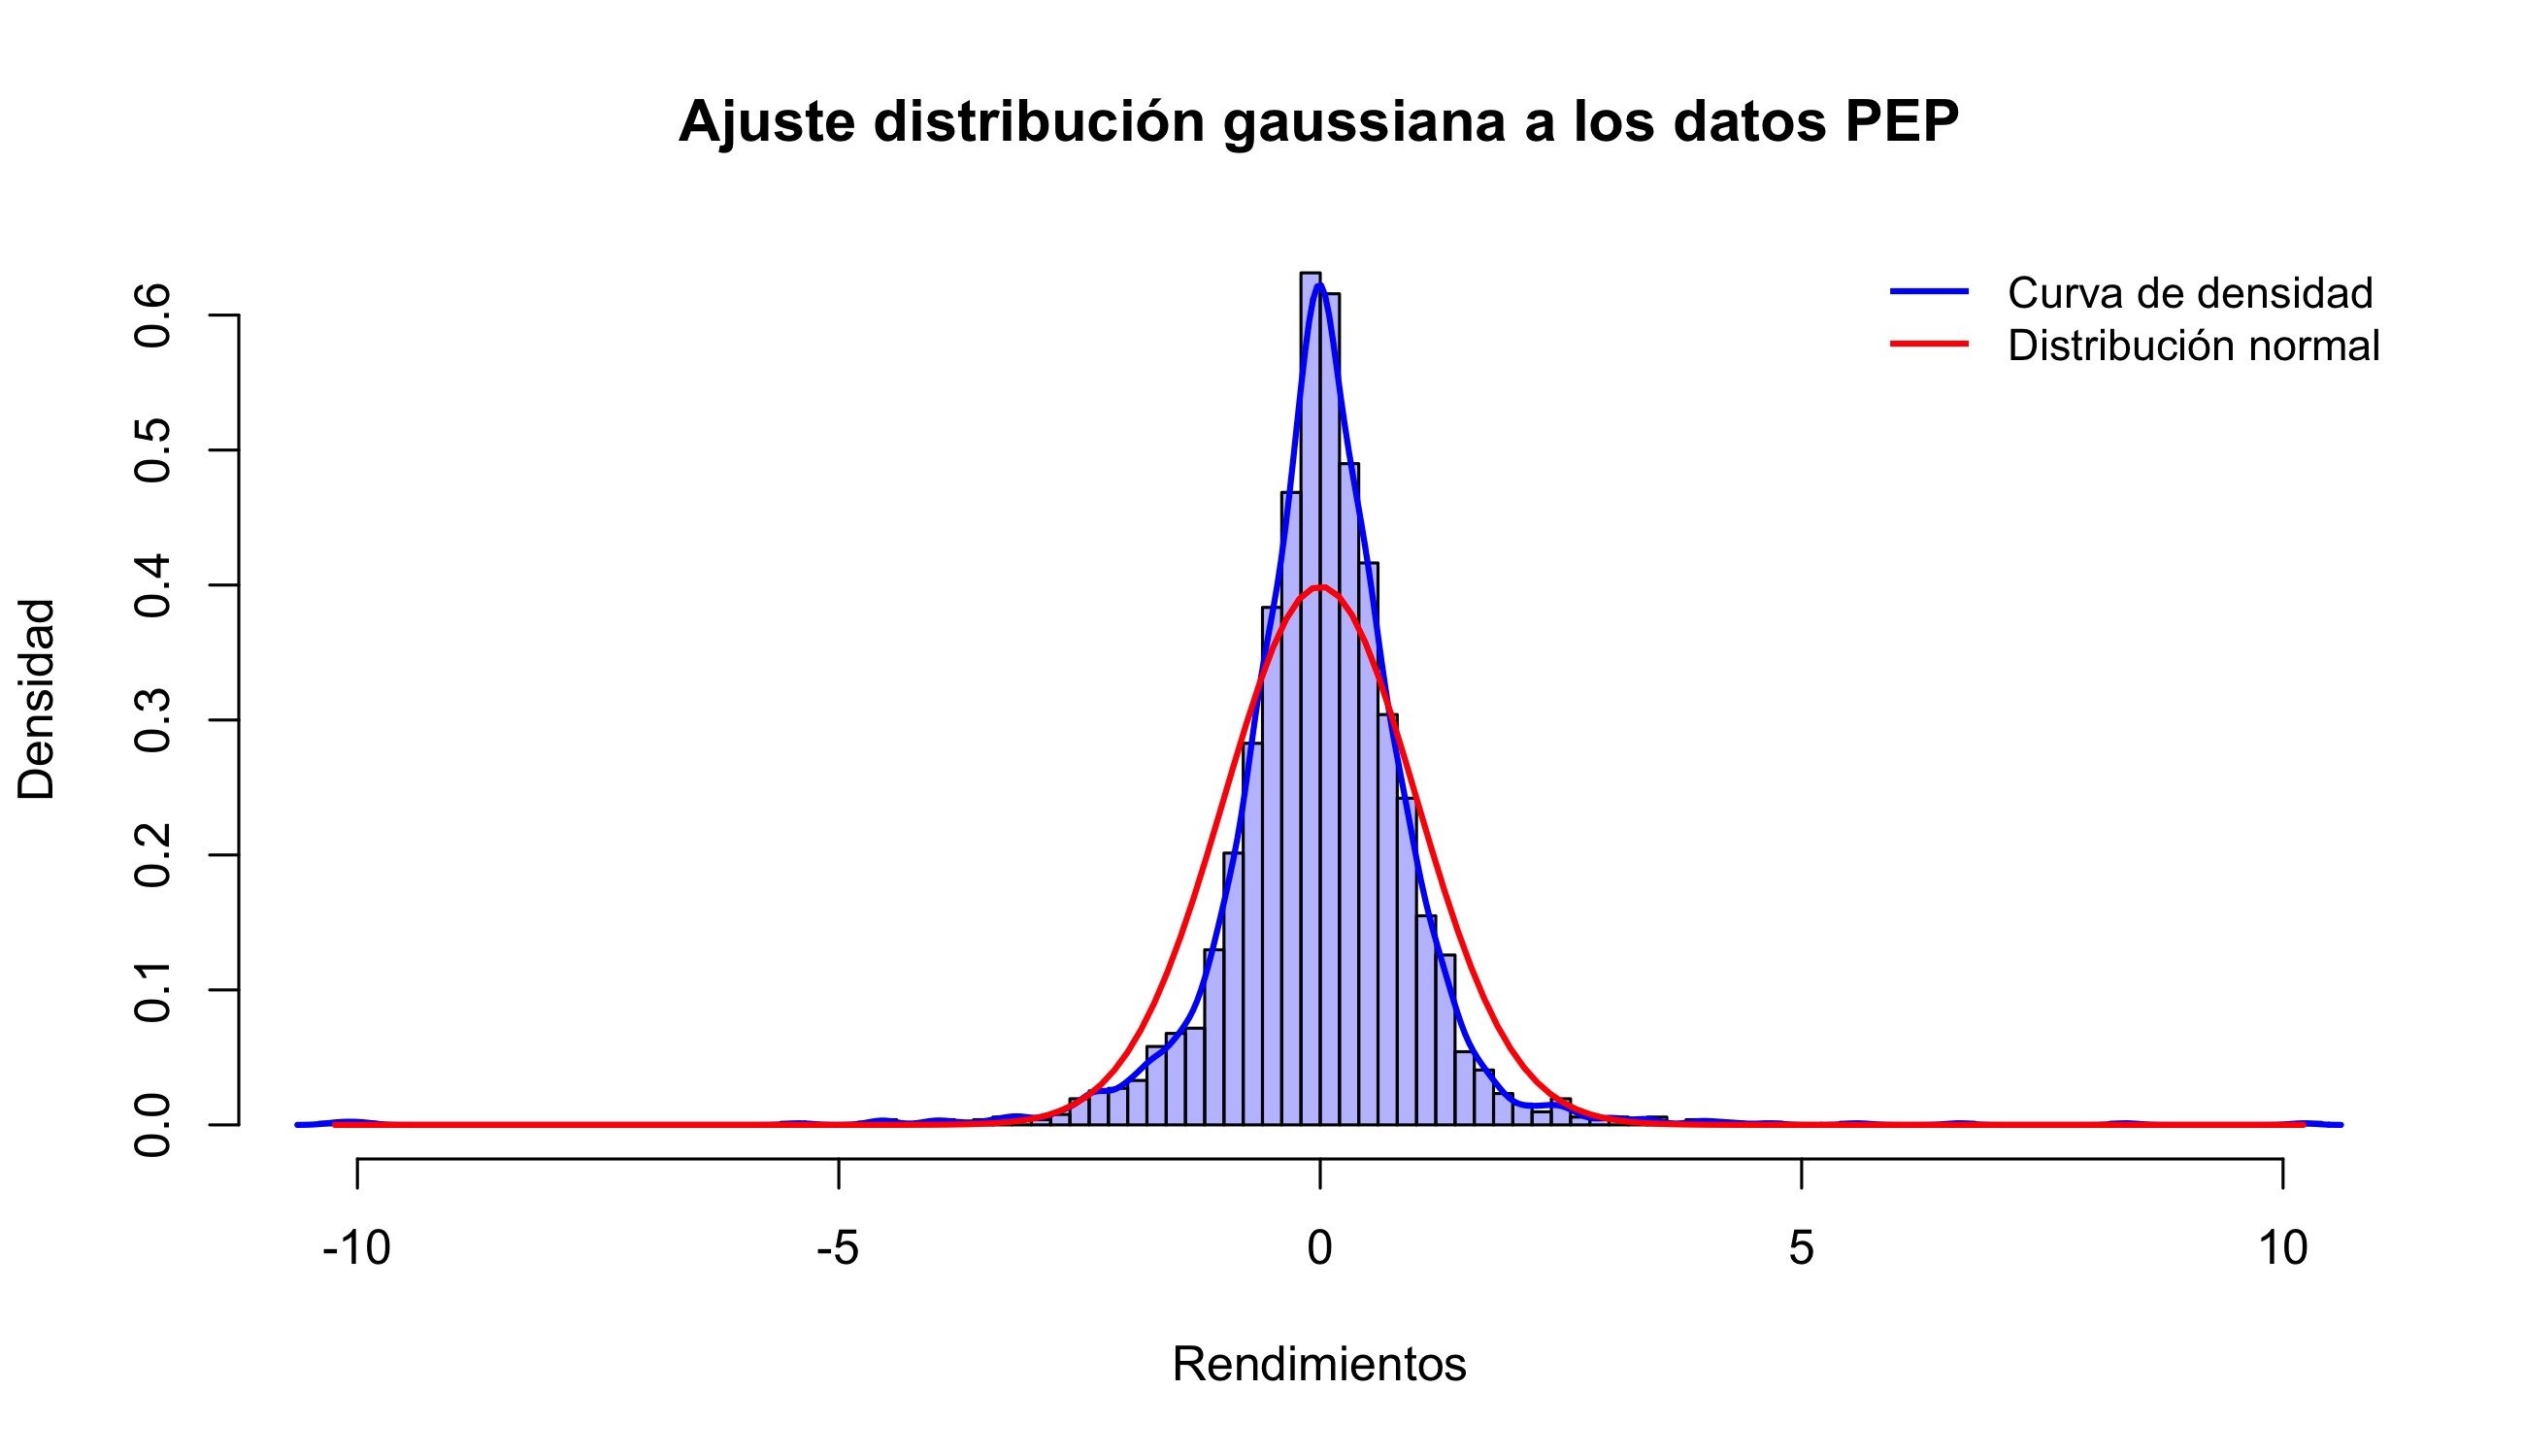 Ajuste distribución gaussiana a los datos PEP
Curva de densidad
Distribución normal
Densidad
0.0
0.1
0.2
0.3
0.4
0.5
0.6
-10
-5
0
5
10
Rendimientos